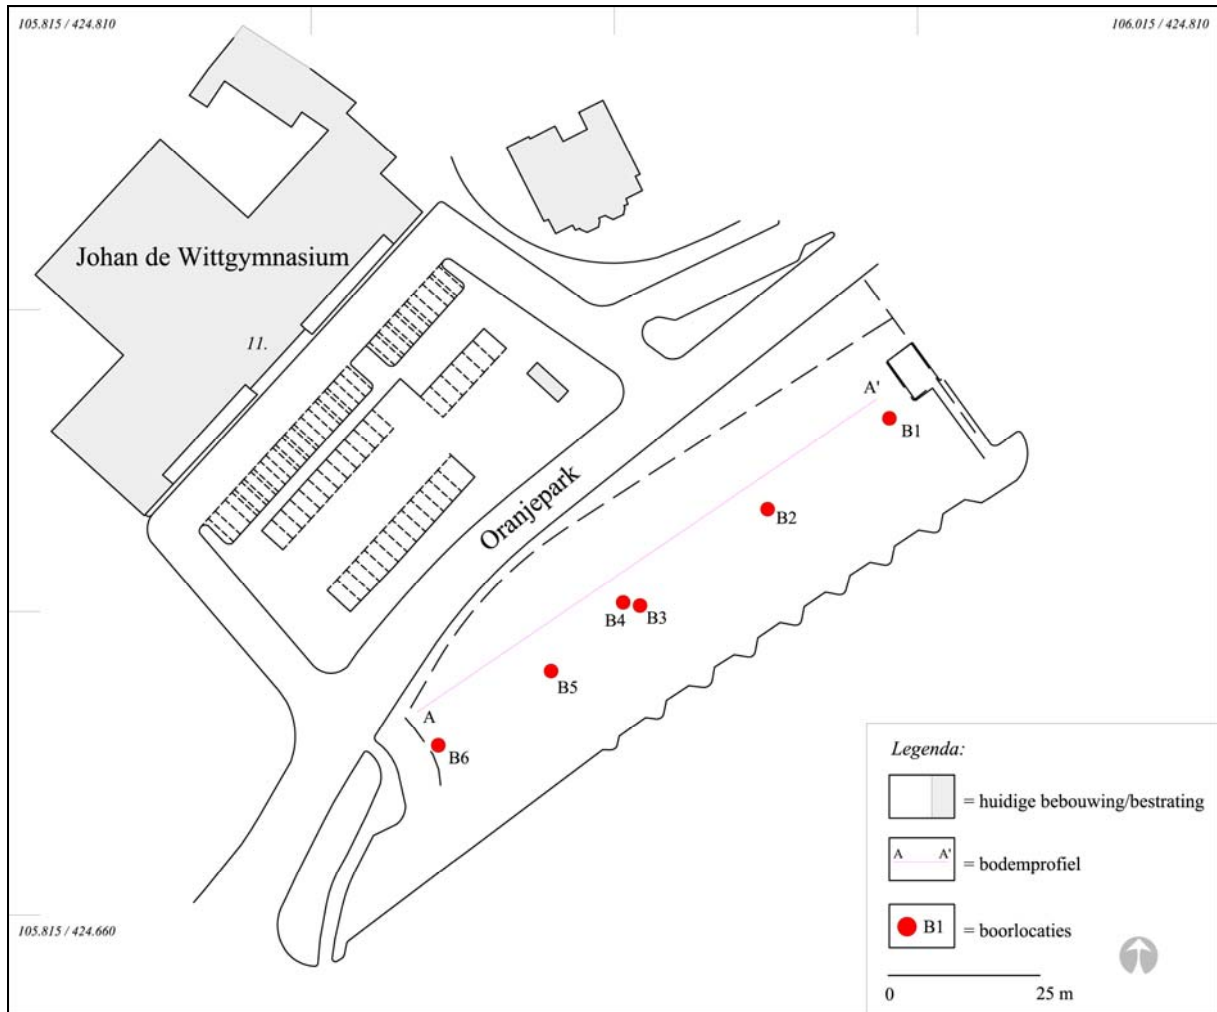 105.815 / 424.810
106.015 / 424.810
Johan de Wittgymnasium
11.
Oranjepark
A'
B1
B2
B4
B3
B5
A
B6
Legenda:
= huidige bebouwing/bestrating
A A'
= bodemprofiel
B1
= boorlocaties
0 25 m
105.815 / 424.660